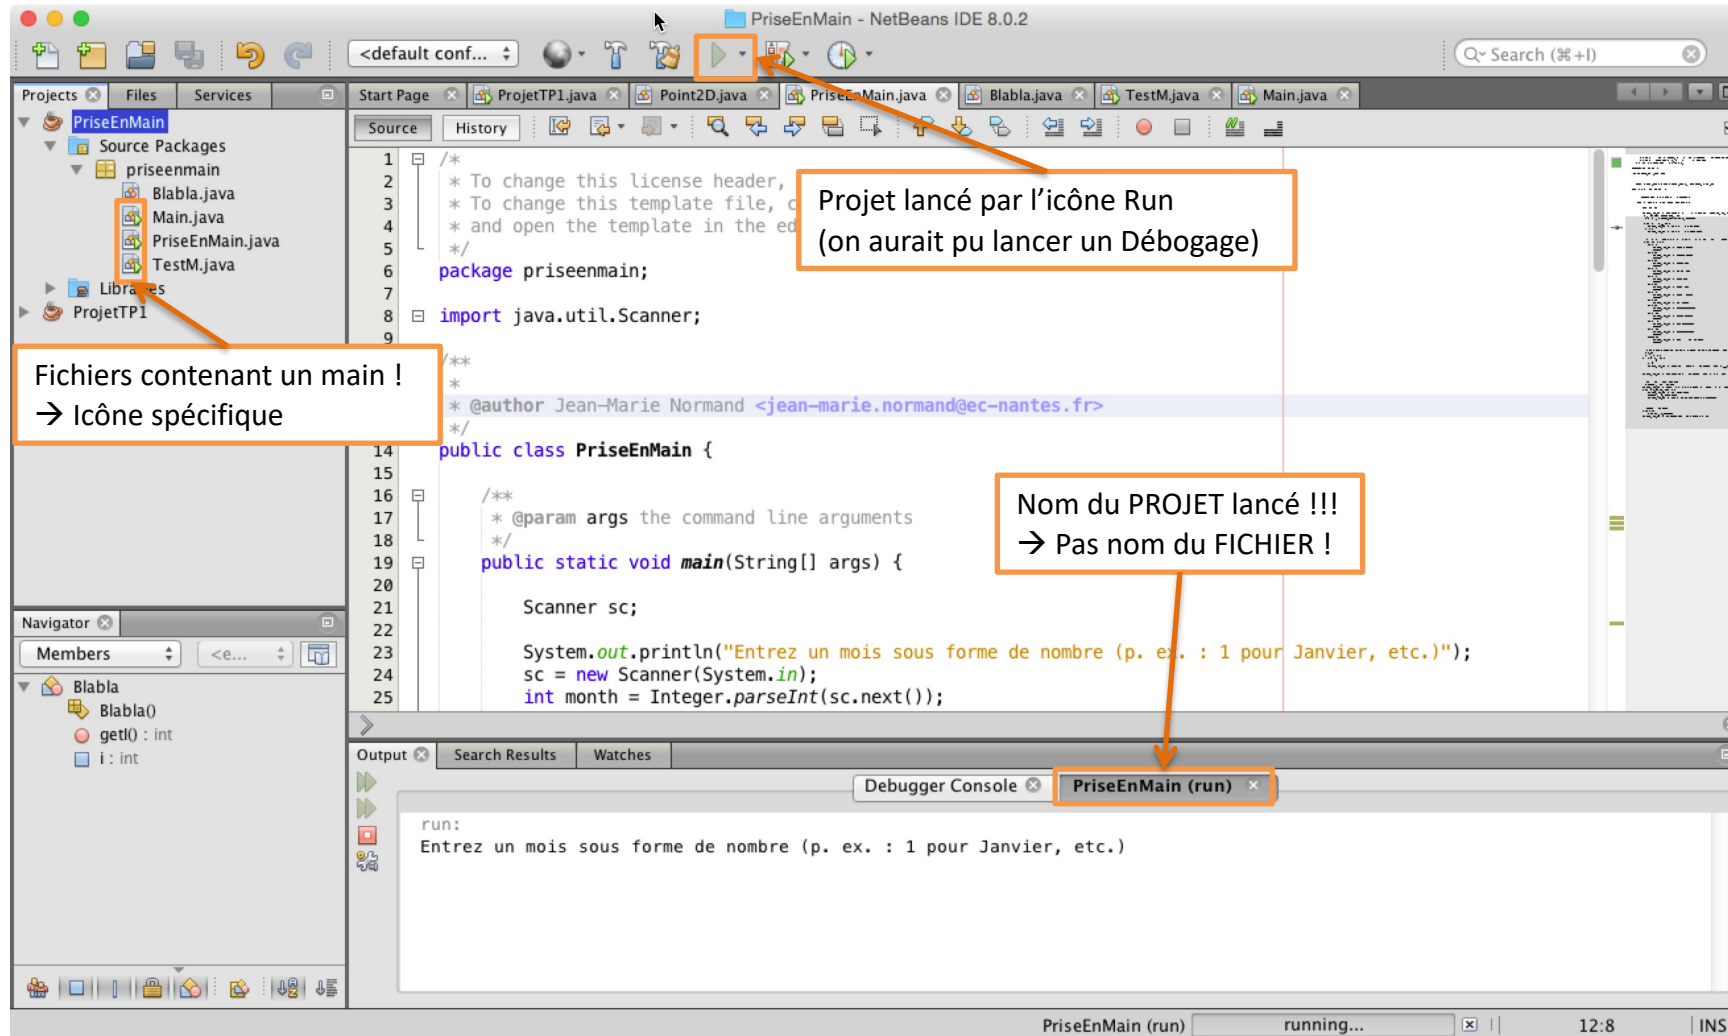 PriseEnMain - NetBeans IDE 8.0.2
<default conf...
Search (⌘+I)
Projects
Files
Services
Start Page
ProjetTP1.java
Point2D.java
PriseEnMain.java
Blabla.java
TestM.java
Main.java
PriseEnMain
Source Packages
priseenmain
Blabla.java
Main.java
PriseEnMain.java
TestM.java
Libraries
ProjetTP1
Source
History
1 /*
2 * To change this license header,
3 * To change this template file, c
4 * and open the template in the ed
5 */
6 package priseenmain;
7
8 import java.util.Scanner;
9
/**
*
* @author Jean-Marie Normand <jean-marie.normand@ec-nantes.fr>
*/
14 public class PriseEnMain {
15
16 /**
17 * @param args the command line arguments
18 */
19 public static void main(String[] args) {
20
21 Scanner sc;
22
23 System.out.println("Entrez un mois sous forme de nombre (p. ex. : 1 pour Janvier, etc.)");
24 sc = new Scanner(System.in);
25 int month = Integer.parseInt(sc.next());
Projet lancé par l'icône Run
(on aurait pu lancer un Débogage)
Fichiers contenant un main !
→ Icône spécifique
Nom du PROJET lancé !!!
→ Pas nom du FICHIER !
Navigator
Members
<e...
Blabla
Blabla()
getI() : int
i : int
Output
Search Results
Watches
Debugger Console
PriseEnMain (run)
run:
Entrez un mois sous forme de nombre (p. ex. : 1 pour Janvier, etc.)
PriseEnMain (run)
running...
12:8
INS